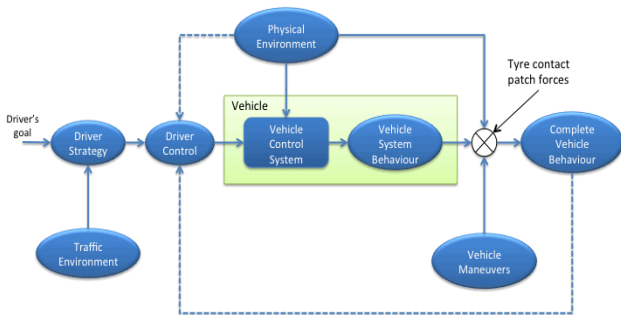 Physical
Environment
Tyre contact
patch forces
Vehicle
Driver's
goal
Driver
Strategy
Driver
Control
Vehicle
Control
System
Vehicle
System
Behaviour
Complete
Vehicle
Behaviour
Traffic
Environment
Vehicle
Maneuvers